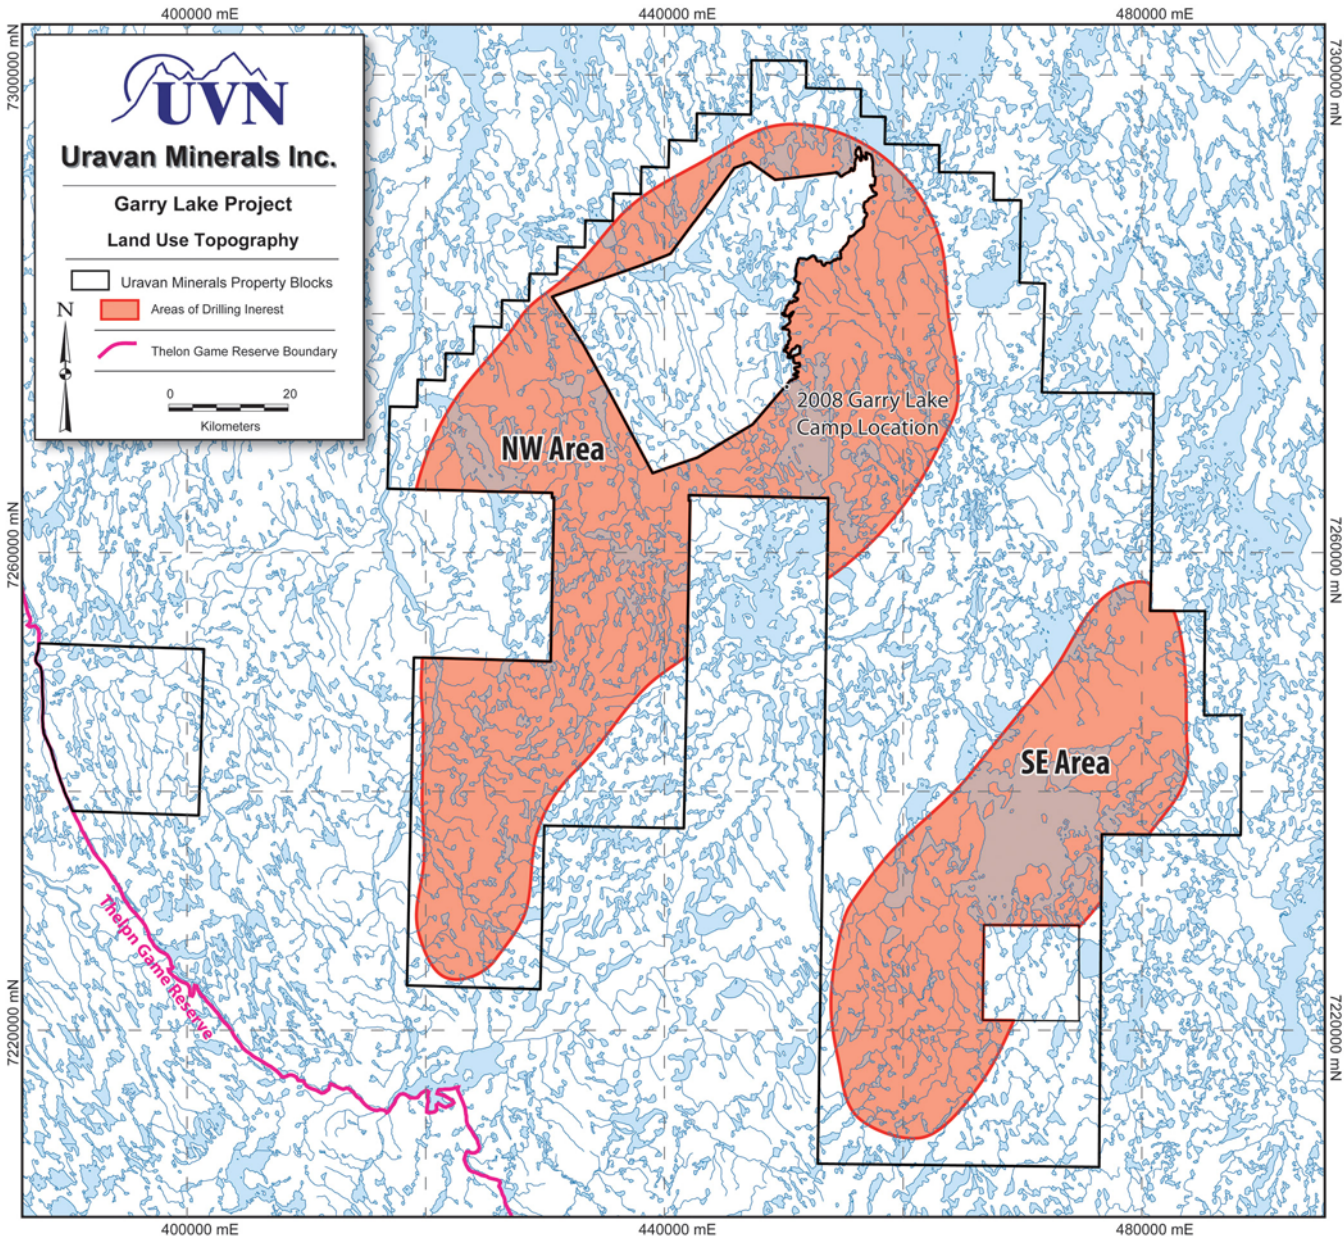 400000 mE
440000 mE
480000 mE
7300000 mN
7300000 mN
UVN
Uravan Minerals Inc.
Garry Lake Project
Land Use Topography
Uravan Minerals Property Blocks
Areas of Drilling Inerest
N
Thelon Game Reserve Boundary
0
20
Kilometers
2008 Garry Lake
Camp Location
NW Area
7260000 mN
7260000 mN
SE Area
Thelpn Game Reserve
7220000 mN
7220000 mN
400000 mE
440000 mE
480000 mE